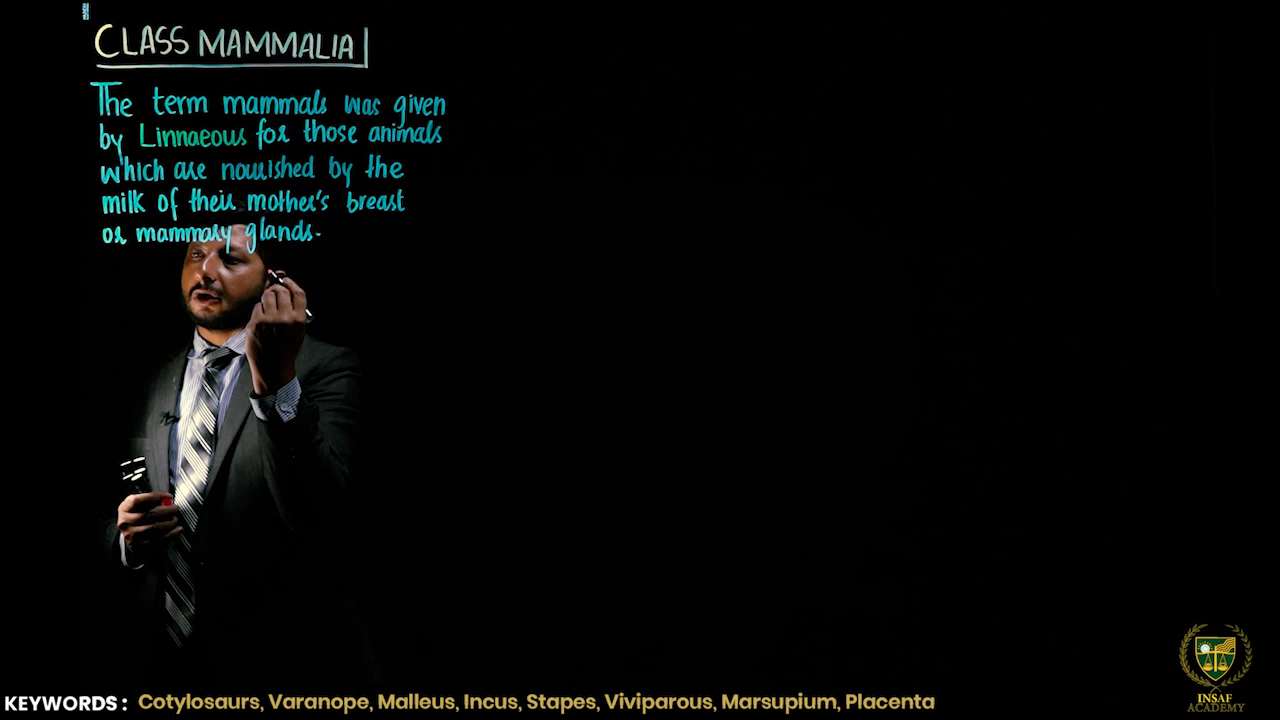 CLASS MAMMALIA
The term mammals was given
by Linnaeous for those animals
which are nourished by the
milk of their mother's breast
or mammary glands.
KEYWORDS : Cotylosaurs, Varanope, Malleus, Incus, Stapes, Viviparous, Marsupium, Placenta
INSAF
ACADEMY